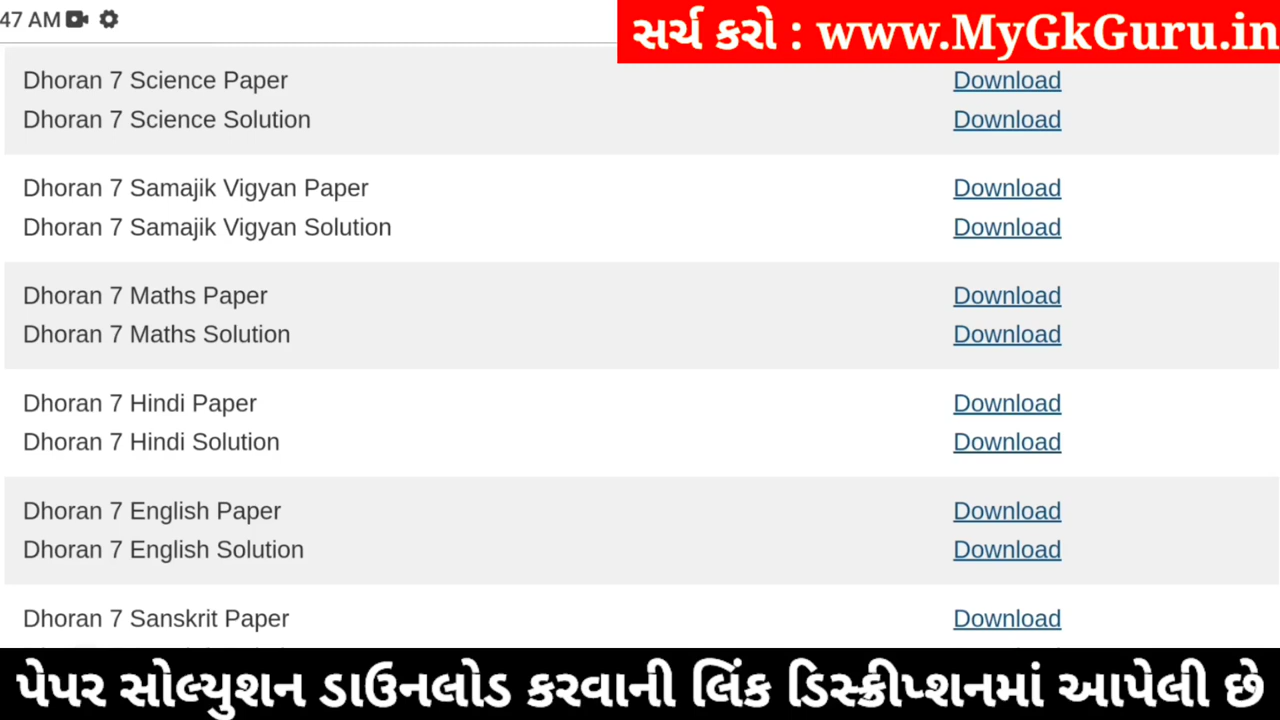 47 AM
સર્ચ કરો : www.MyGkGuru.in
Dhoran 7 Science Paper Download
Dhoran 7 Science Solution Download
Dhoran 7 Samajik Vigyan Paper Download
Dhoran 7 Samajik Vigyan Solution Download
Dhoran 7 Maths Paper Download
Dhoran 7 Maths Solution Download
Dhoran 7 Hindi Paper Download
Dhoran 7 Hindi Solution Download
Dhoran 7 English Paper Download
Dhoran 7 English Solution Download
Dhoran 7 Sanskrit Paper Download
પેપર સોલ્યુશન ડાઉનલોડ કરવાની લિંક ડિસ્ક્રીપ્શનમાં આપેલી છે